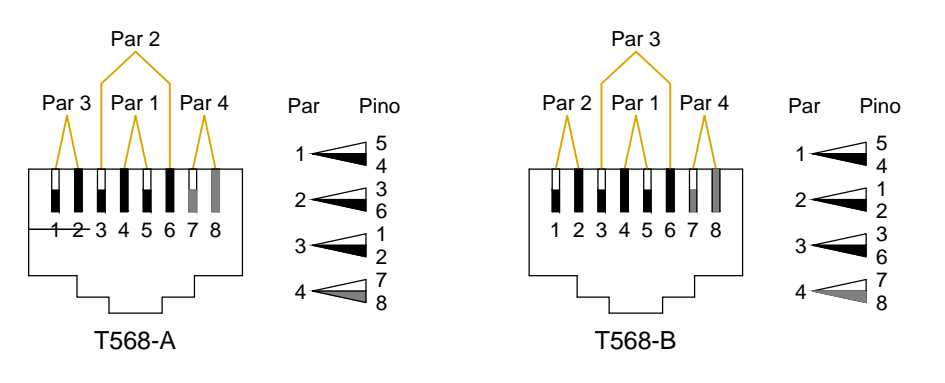 Par 2
Par 3 Par 1 Par 4
1 2 3 4 5 6 7 8
T568-A
Par Pino
1 5 4
2 3 6
3 1 2
4 7 8
Par 3
Par 2 Par 1 Par 4
1 2 3 4 5 6 7 8
T568-B
Par Pino
1 5 4
2 1 2
3 3 6
4 7 8